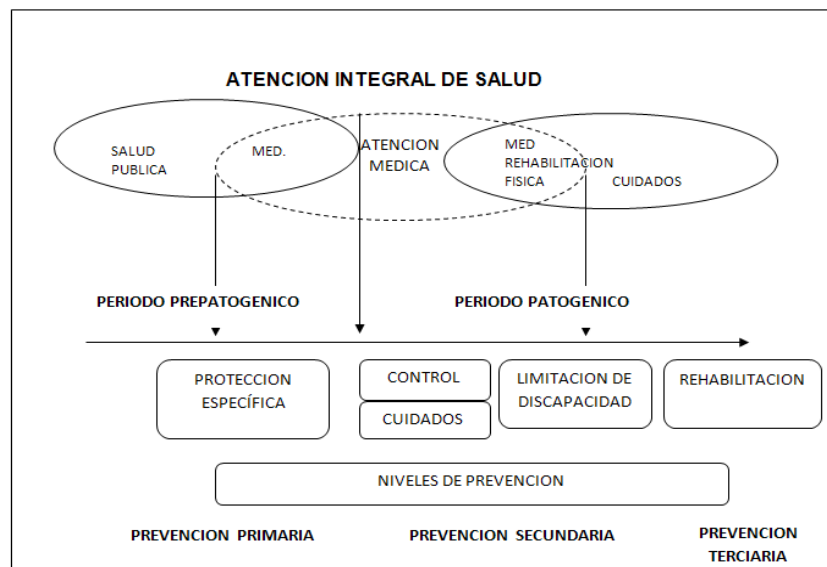 ATENCION INTEGRAL DE SALUD
SALUD
PUBLICA
MED.
ATENCION
MEDICA
MED
REHABILITACION
FISICA
CUIDADOS
PERIODO PREPATOGENICO
PERIODO PATOGENICO
PROTECCION
ESPECÍFICA
CONTROL
CUIDADOS
LIMITACION DE
DISCAPACIDAD
REHABILITACION
NIVELES DE PREVENCION
PREVENCION PRIMARIA
PREVENCION SECUNDARIA
PREVENCION
TERCIARIA